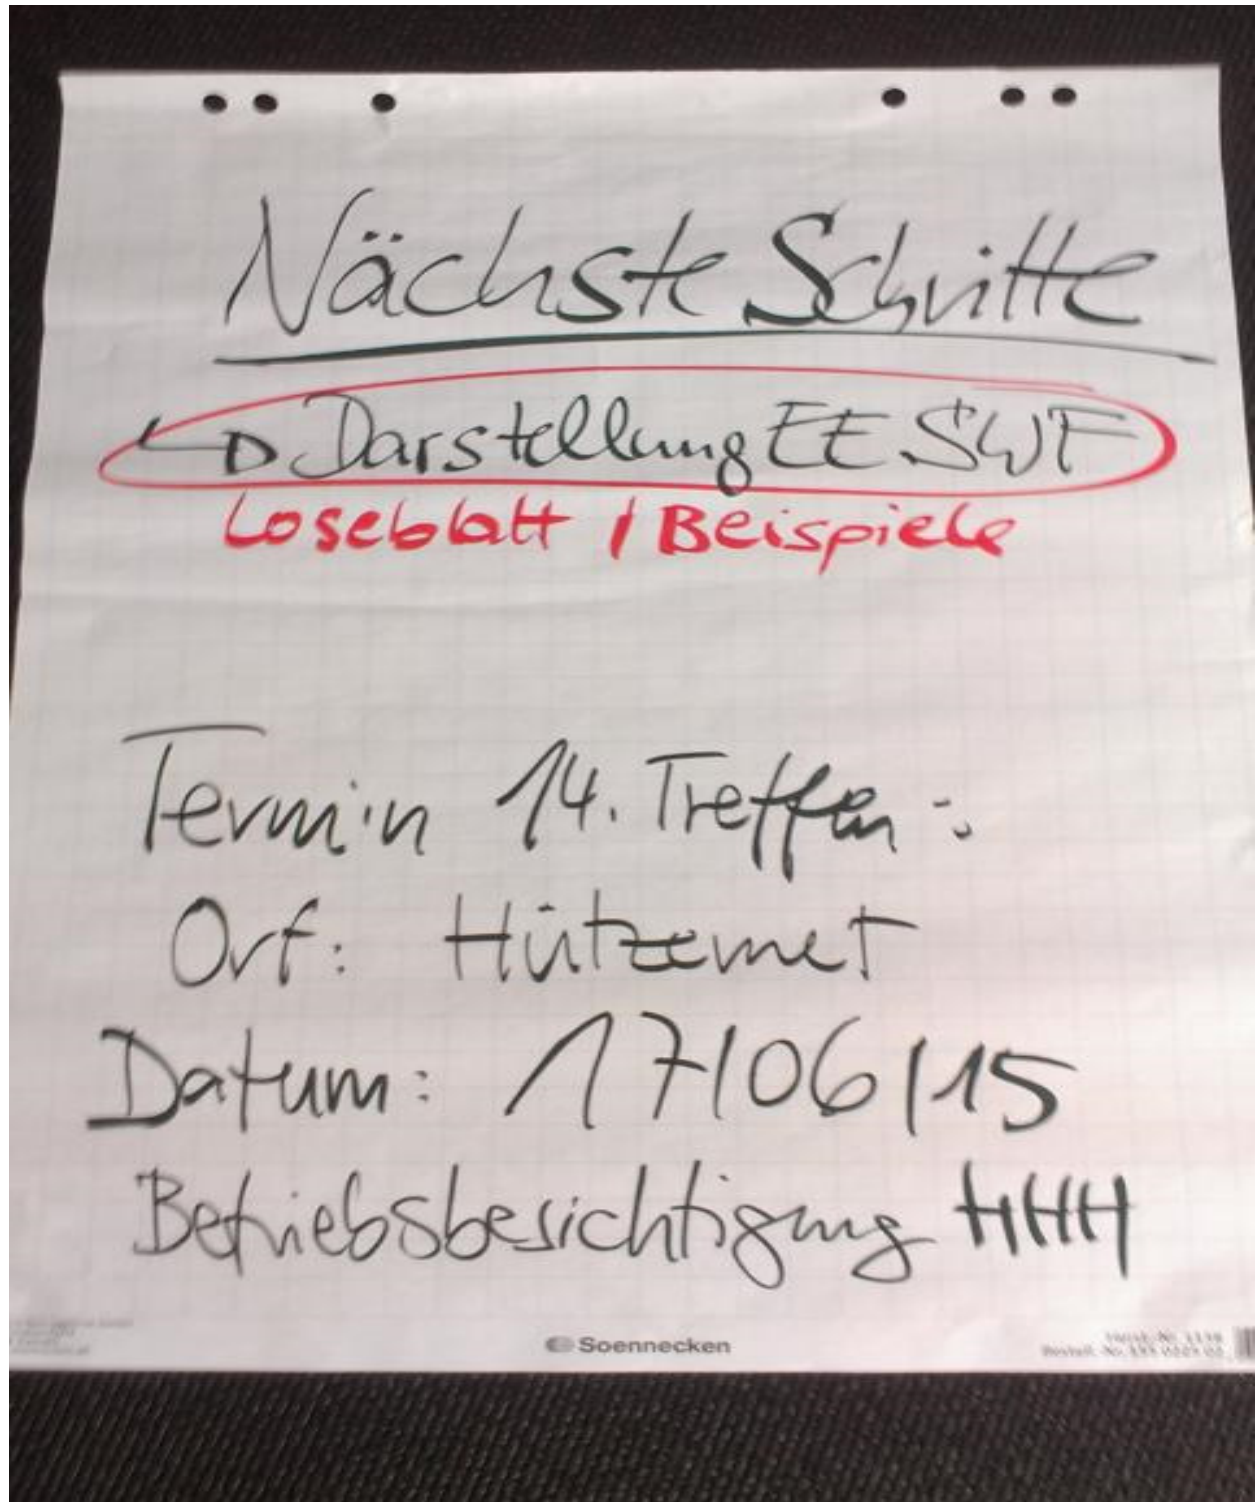 Nächste Schritte
Darstellung EE SWF
Loseblatt / Beispiele
Termin 14. Treffen:
Ort: Hützemert
Datum: 17/06/15
Betriebsbesichtigung HHH
Soennecken